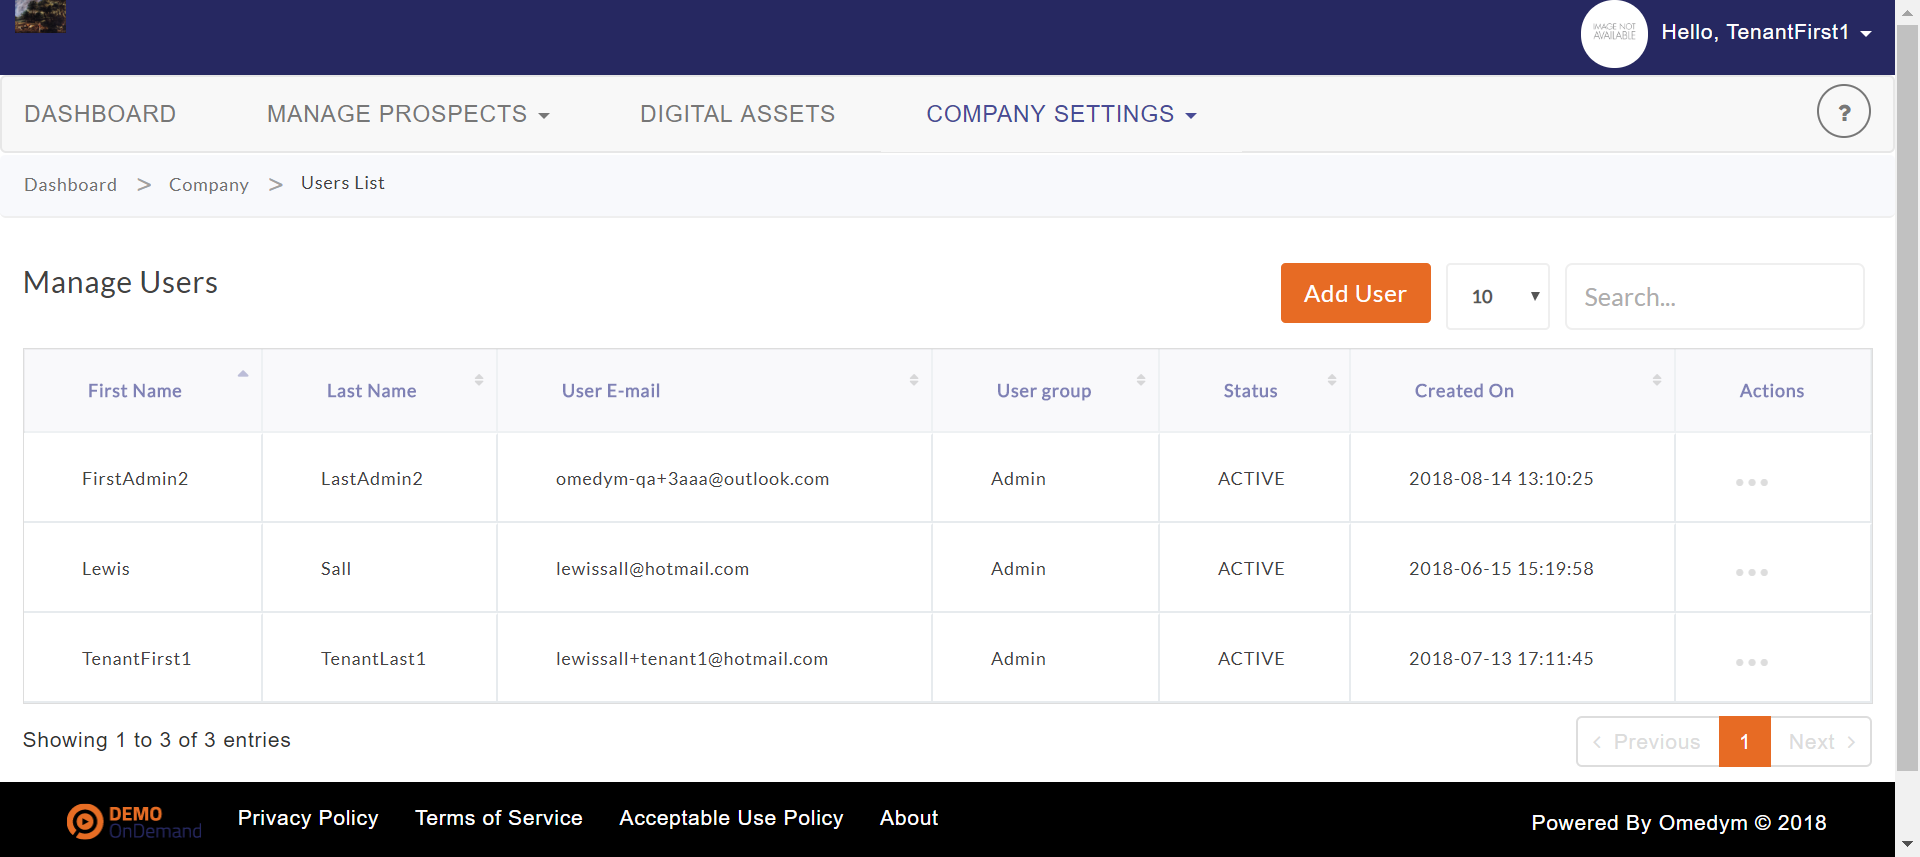 IMAGE NOT
AVAILABLE
Hello, TenantFirst1
DASHBOARD MANAGE PROSPECTS DIGITAL ASSETS COMPANY SETTINGS ?
Dashboard > Company > Users List
Manage Users Add User 10 Search...
First Name Last Name User E-mail User group Status Created On Actions
FirstAdmin2 LastAdmin2 omedym-qa+3aaa@outlook.com Admin ACTIVE 2018-08-14 13:10:25
Lewis Sall lewissall@hotmail.com Admin ACTIVE 2018-06-15 15:19:58
TenantFirst1 TenantLast1 lewissall+tenant1@hotmail.com Admin ACTIVE 2018-07-13 17:11:45
Showing 1 to 3 of 3 entries ‹ Previous 1 Next ›
DEMO
OnDemand
Privacy Policy Terms of Service Acceptable Use Policy About
Powered By Omedym © 2018